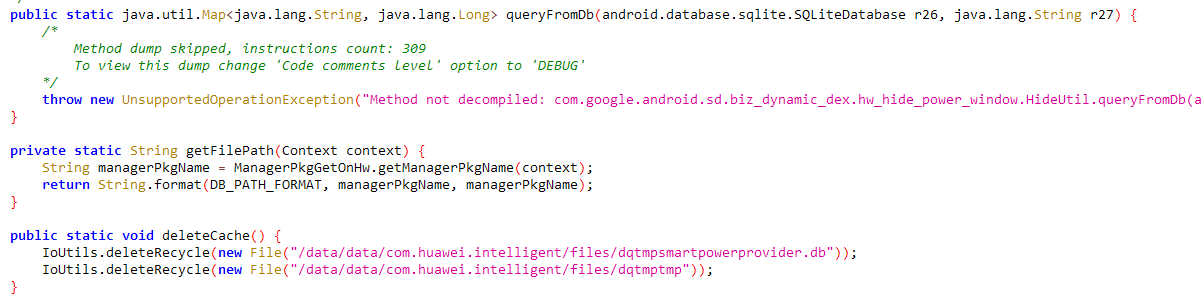 public static java.util.Map<java.lang.String, java.lang.Long> queryFromDb(android.database.sqlite.SQLiteDatabase r26, java.lang.String r27) {
/*
Method dump skipped, instructions count: 309
To view this dump change 'Code comments level' option to 'DEBUG'
*/
throw new UnsupportedOperationException("Method not decompiled: com.google.android.sd.biz_dynamic_dex.hw_hide_power_window.HideUtil.queryFromDb(a
}
private static String getFilePath(Context context) {
String managerPkgName = ManagerPkgGetOnHw.getManagerPkgName(context);
return String.format(DB_PATH_FORMAT, managerPkgName, managerPkgName);
}
public static void deleteCache() {
IoUtils.deleteRecycle(new File("/data/data/com.huawei.intelligent/files/dqtmpsmartpowerprovider.db"));
IoUtils.deleteRecycle(new File("/data/data/com.huawei.intelligent/files/dqtmptmp"));
}